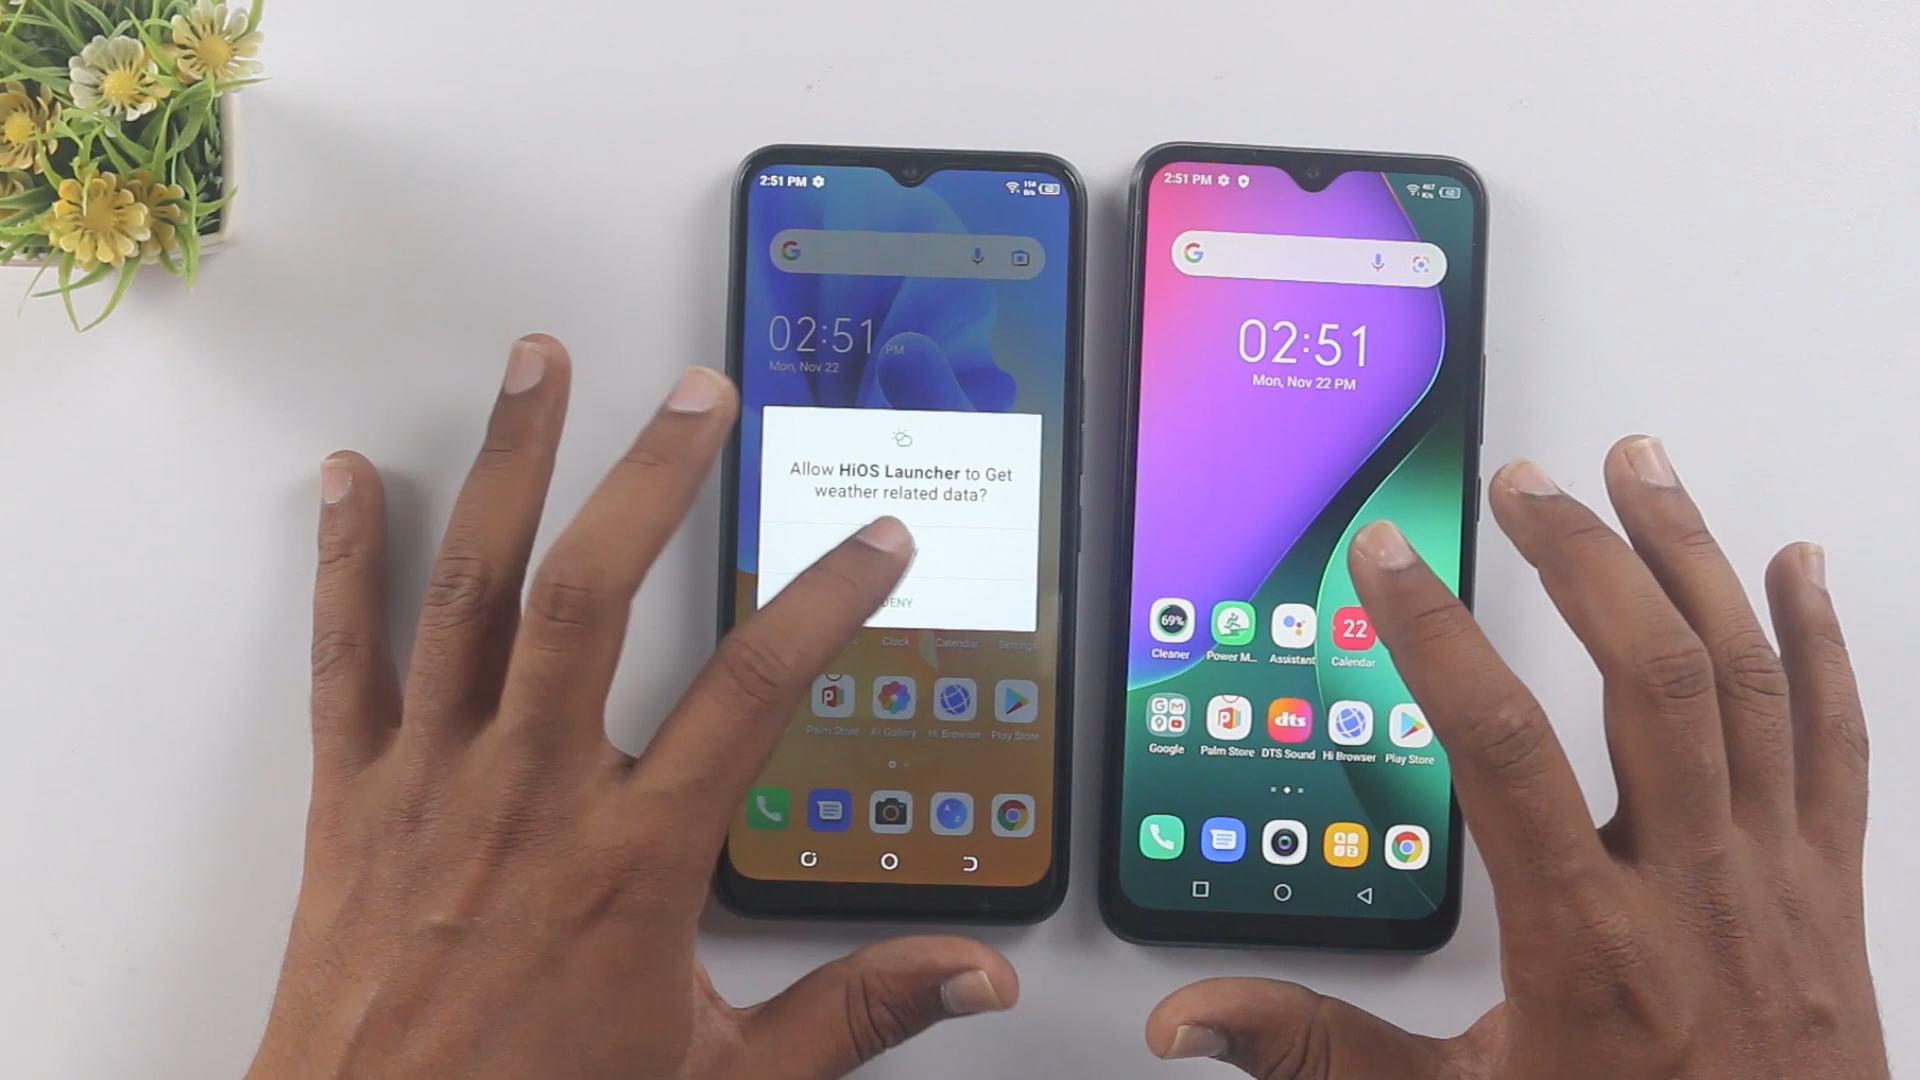 2:51 PM
02:51 PM
Mon, Nov 22
Allow HiOS Launcher to Get
weather related data?
DENY
Clock Calendar Settings
Palm Store AI Gallery Hi Browser Play Store
2:51 PM
02:51
Mon, Nov 22 PM
69%
22
Cleaner Power M... Assistant Calendar
dts
Google Palm Store DTS Sound Hi Browser Play Store